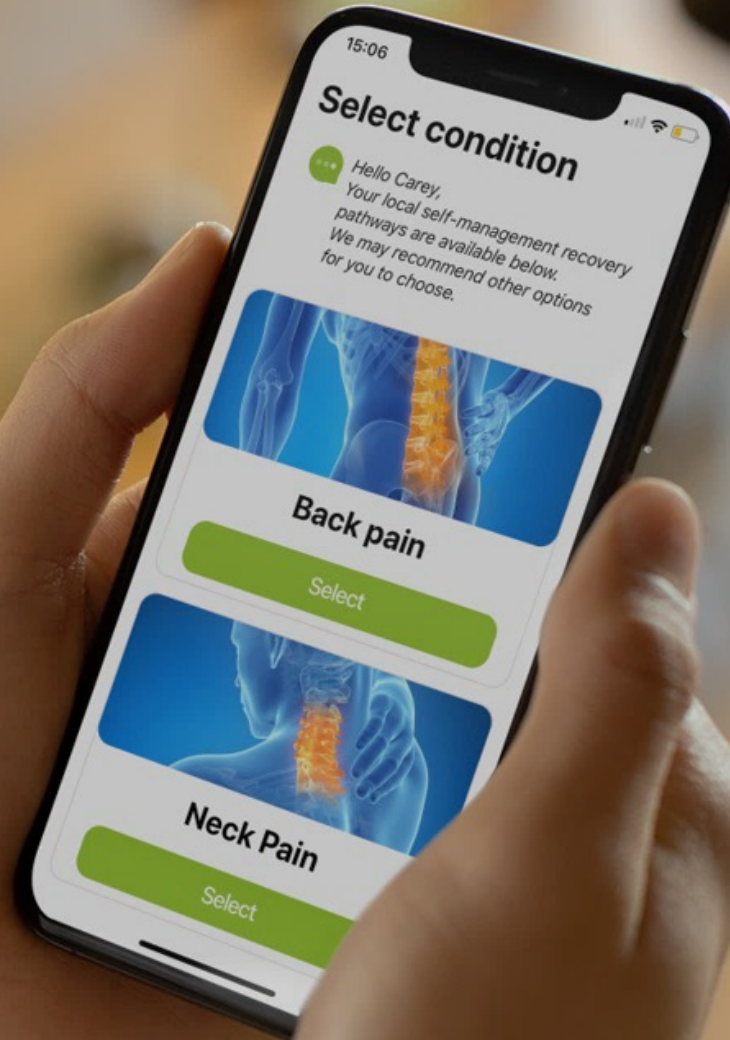 15:06
Select condition
Hello Carey,
Your local self-management recovery
pathways are available below.
We may recommend other options
for you to choose.
Back pain
Select
Neck Pain
Select